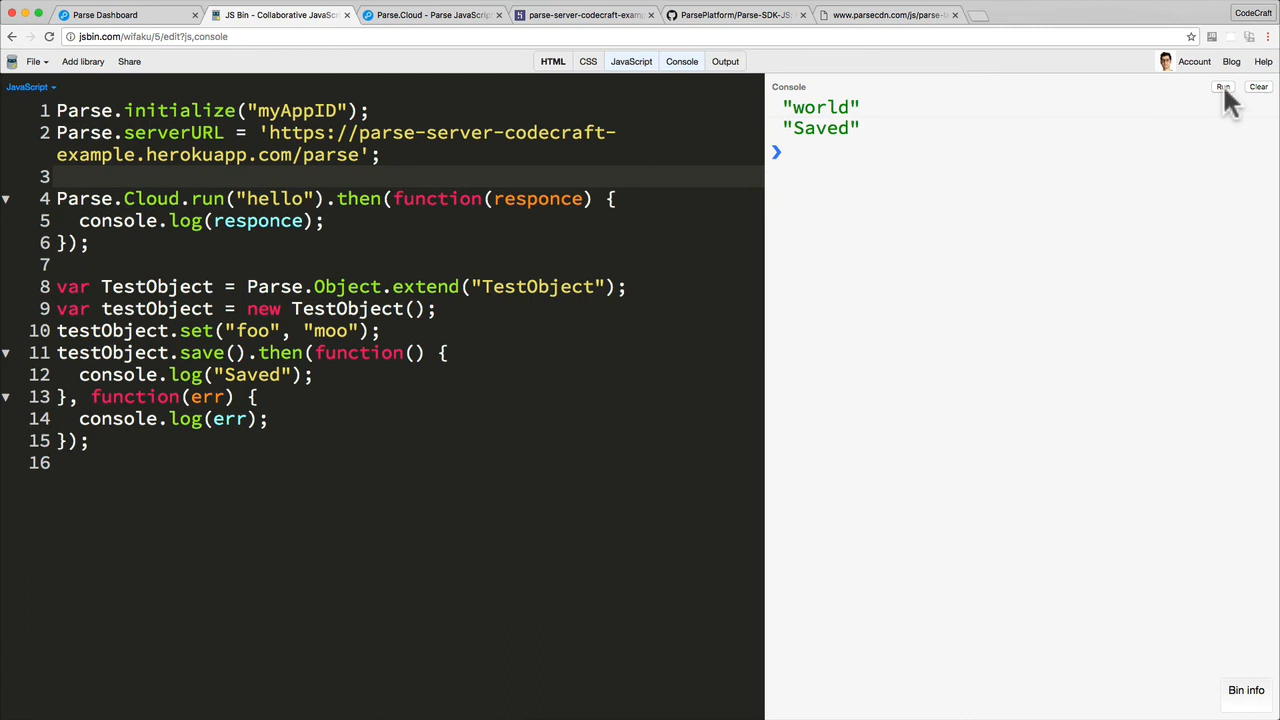 Parse Dashboard
JS Bin - Collaborative JavaScri
Parse.Cloud - Parse JavaScript
parse-server-codecraft-exam
ParsePlatform/Parse-SDK-JS
www.parsecdn.com/js/parse-la
CodeCraft
jsbin.com/wifaku/5/edit?js,console
File
Add library
Share
HTML
CSS
JavaScript
Console
Output
Account
Blog
Help
JavaScript
Console
Run
Clear
1 Parse.initialize("myAppID");
2 Parse.serverURL = 'https://parse-server-codecraft-
example.herokuapp.com/parse';
3
4 Parse.Cloud.run("hello").then(function(responce) {
5 console.log(responce);
6 });
7
8 var TestObject = Parse.Object.extend("TestObject");
9 var testObject = new TestObject();
10 testObject.set("foo", "moo");
11 testObject.save().then(function() {
12 console.log("Saved");
13 }, function(err) {
14 console.log(err);
15 });
16
"world"
"Saved"
Bin info